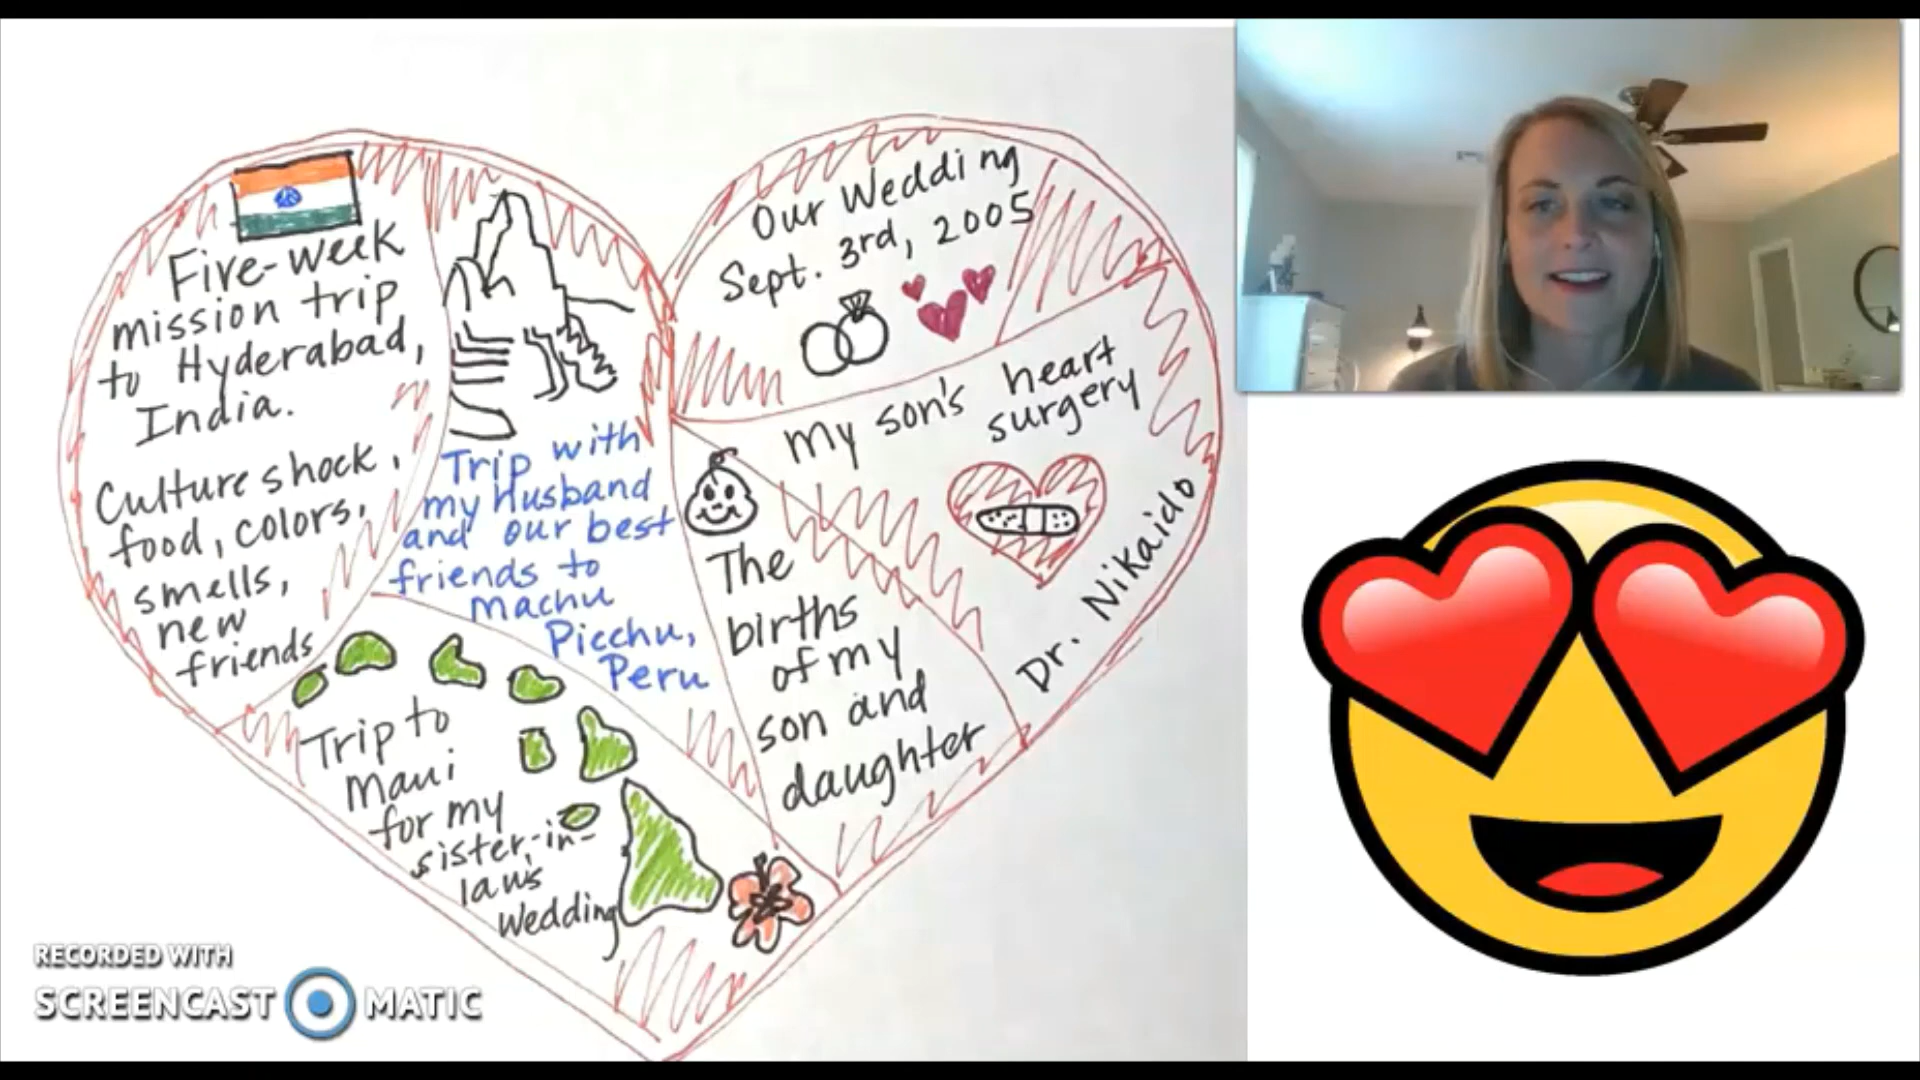 Five-week
mission trip
to Hyderabad,
India.
Culture shock,
food, colors,
smells,
new
friends
Trip with
my Husband
and our best
friends to
Machu
Picchu,
Peru
Our Wedding
Sept. 3rd, 2005
My son's heart
surgery
Dr. Nikaido
The
births
of my
son and
daughter
Trip to
Maui
for my
sister-in-
law's
Wedding
RECORDED WITH
SCREENCAST MATIC